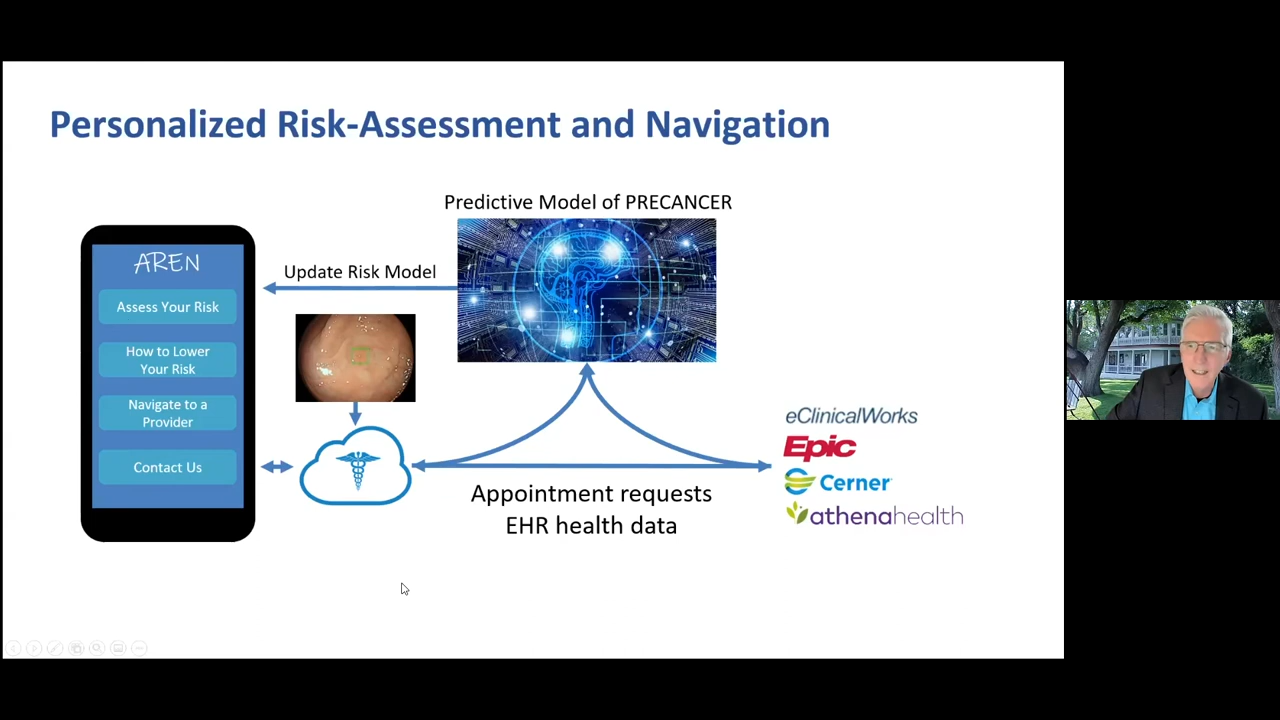 Personalized Risk-Assessment and Navigation
Predictive Model of PRECANCER
Update Risk Model
AREN
Assess Your Risk
How to Lower
Your Risk
Navigate to a
Provider
Contact Us
Appointment requests
EHR health data
eClinicalWorks
Epic
Cerner
athenahealth